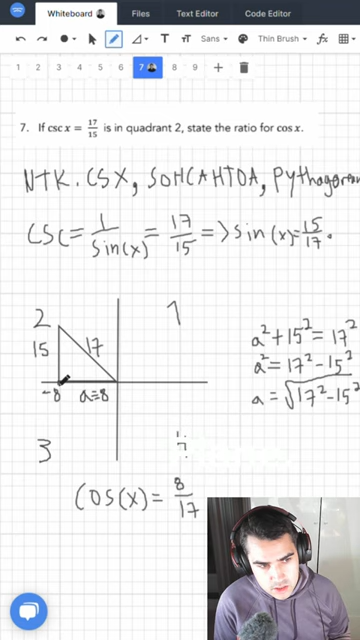 Whiteboard Files Text Editor Code Editor
T тT Sans Thin Brush fx
1 2 3 4 5 6 7 8 9 +
7. If csc x = 17/15 is in quadrant 2, state the ratio for cos x.
NTK. CSX, SOHCAHTOA, Pythagorean
CSC = 1/sin(x) = 17/15 => sin(x) = 15/17.
2 1
15 17
-8 a=8
a² + 15² = 17²
a² = 17² - 15²
a = √17² - 15²
3
cos(x) = 8/17